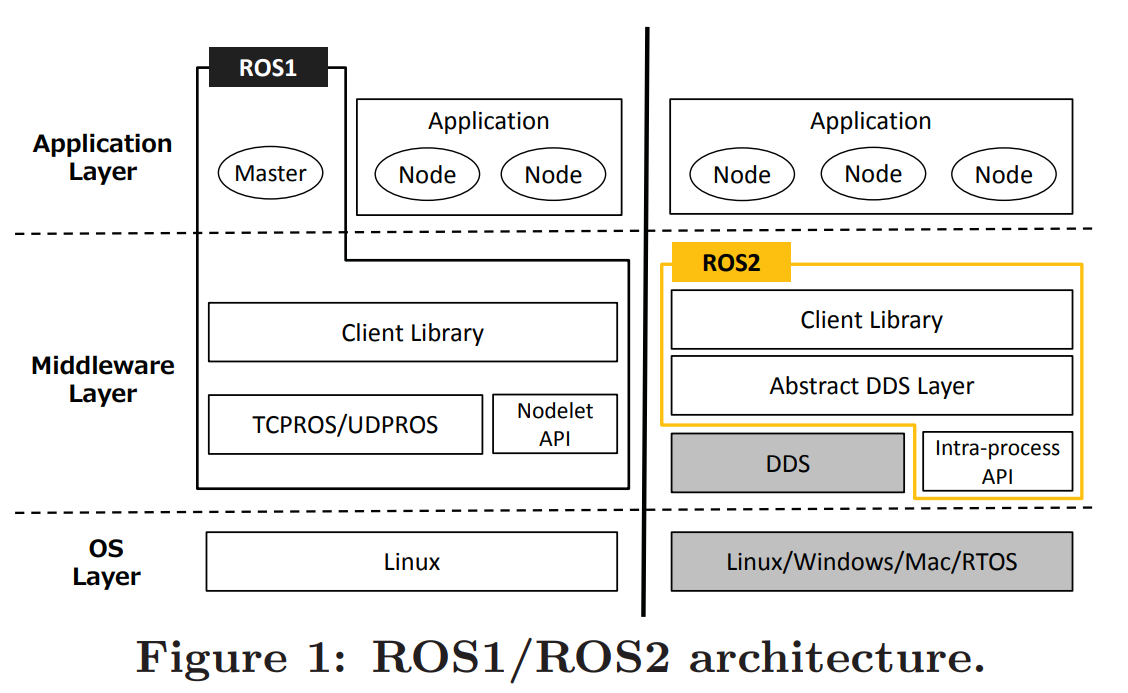 ROS1
Application
Layer
Master
Application
Node
Node
Application
Node
Node
Node
Middleware
Layer
Client Library
TCPROS/UDPROS
Nodelet
API
ROS2
Client Library
Abstract DDS Layer
DDS
Intra-process
API
OS
Layer
Linux
Linux/Windows/Mac/RTOS
Figure 1: ROS1/ROS2 architecture.